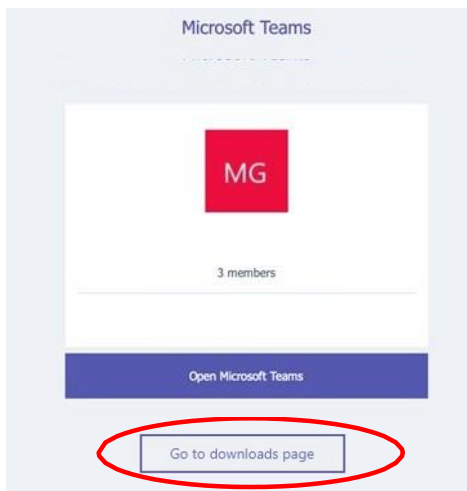 Microsoft Teams
MG
3 members
Open Microsoft Teams
Go to downloads page